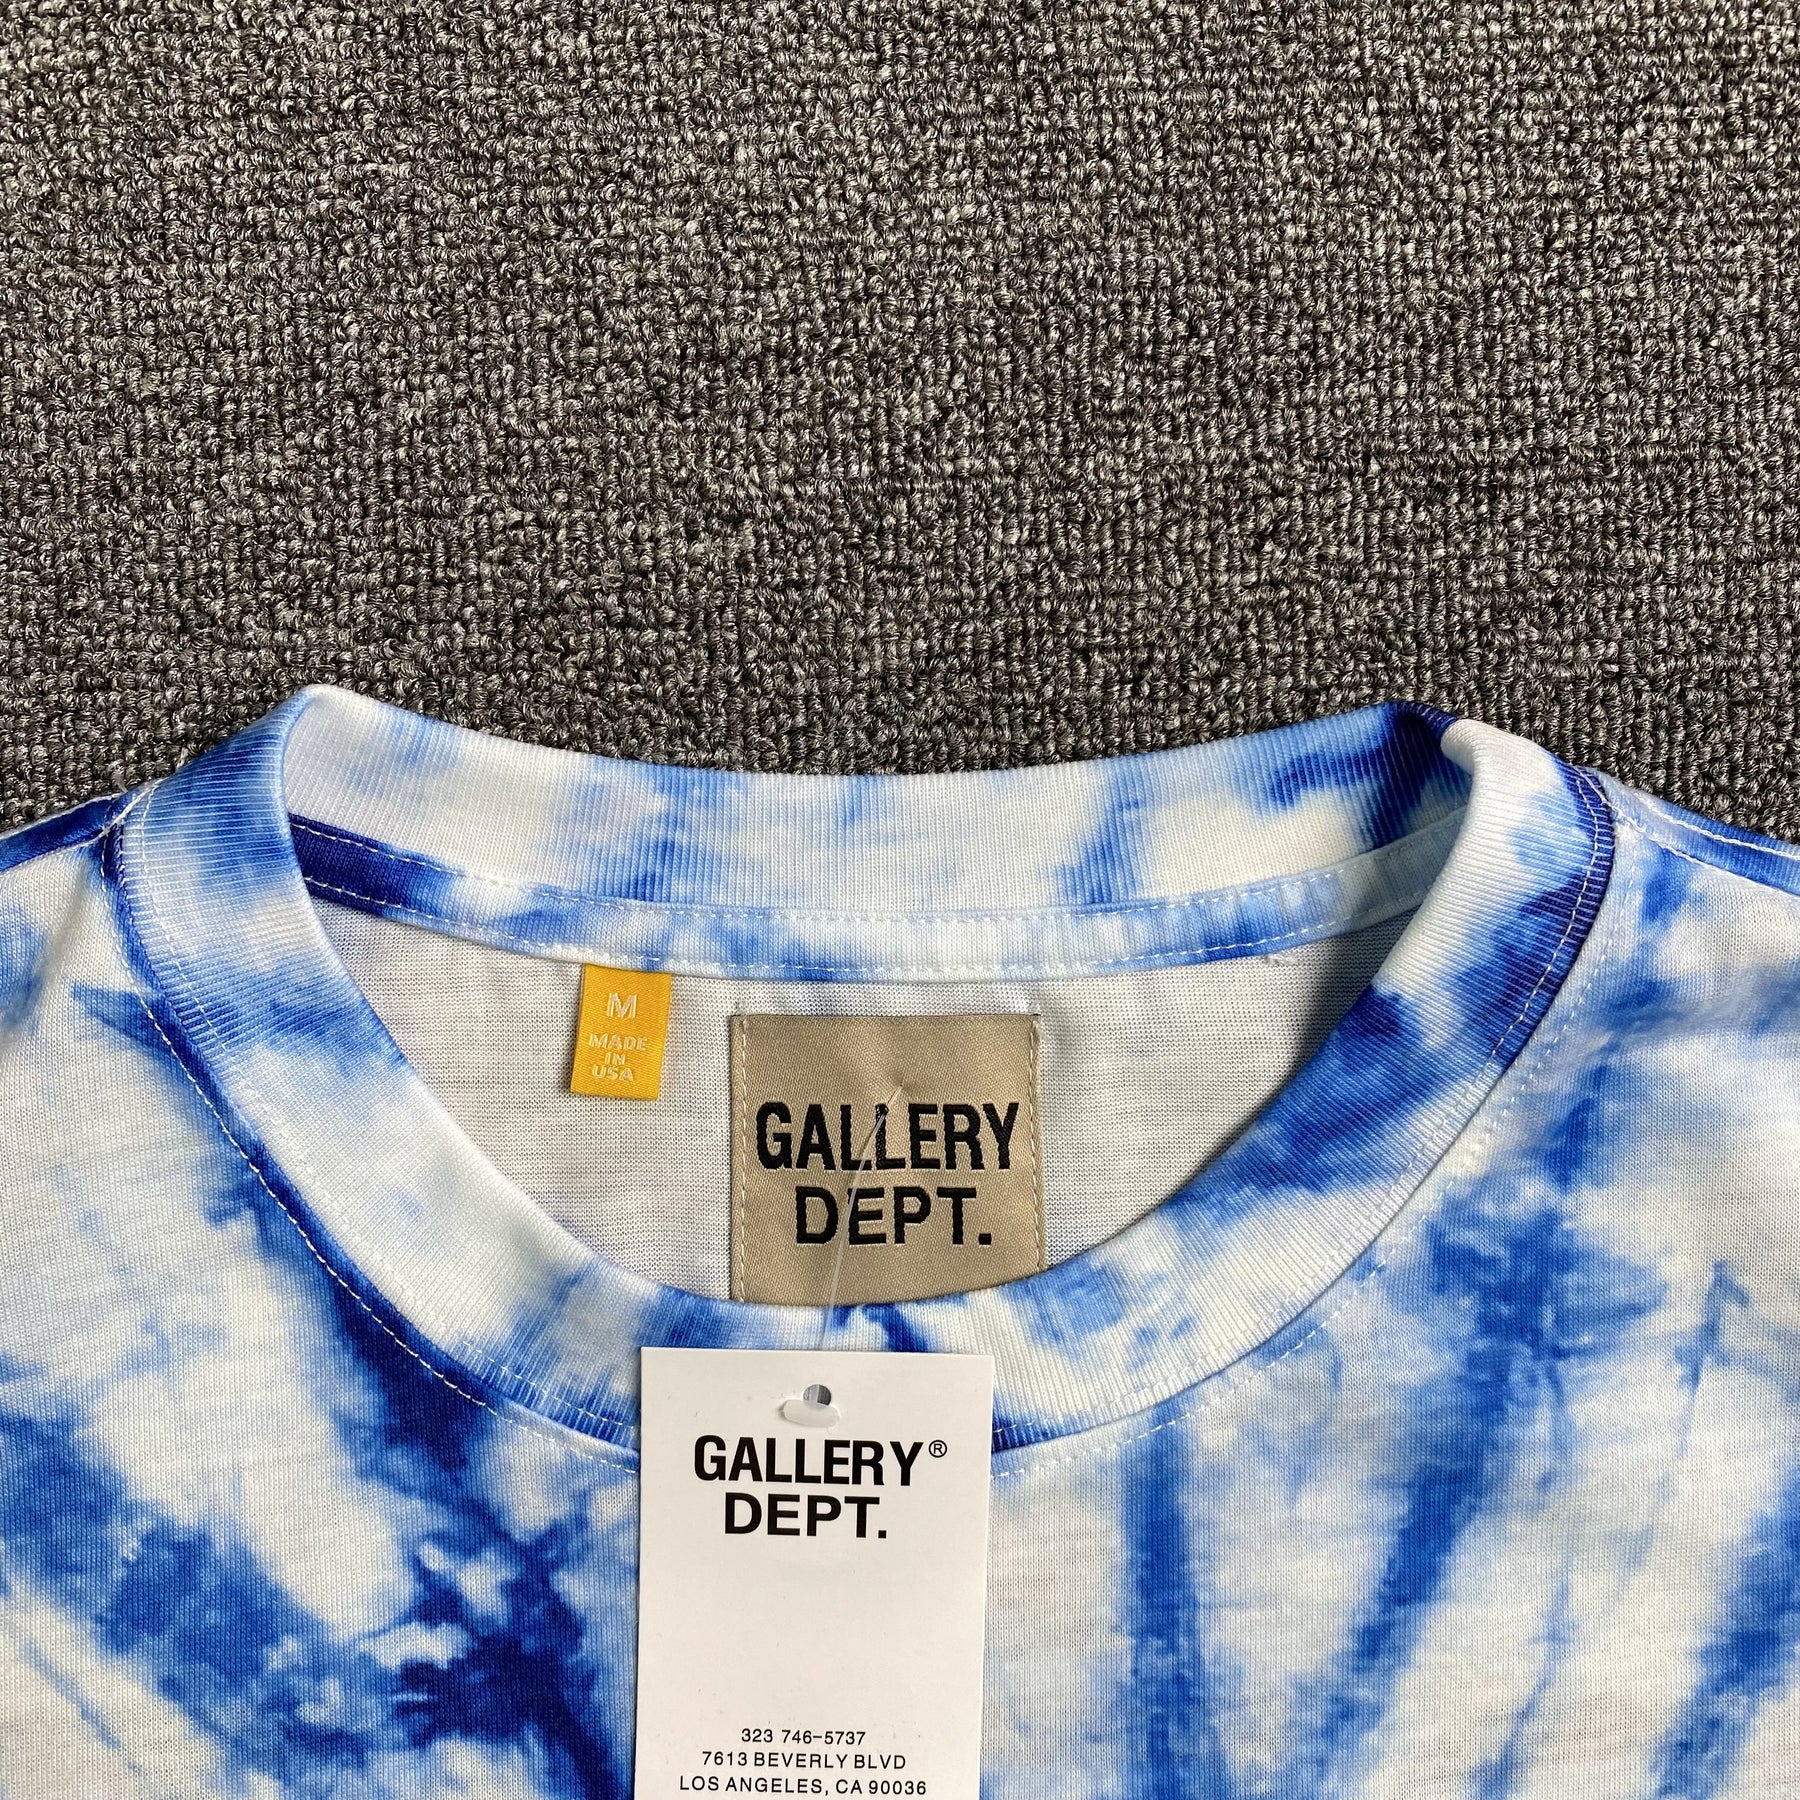 M
MADE
IN
USA
GALLERY
DEPT.
GALLERY®
DEPT.
323 746-5737
7613 BEVERLY BLVD
LOS ANGELES, CA 90036